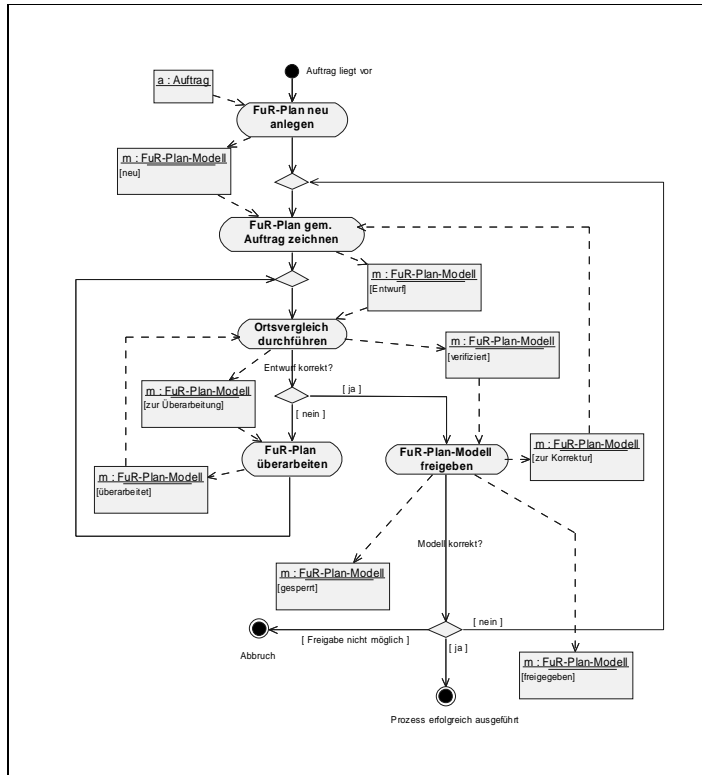 Auftrag liegt vor
a : Auftrag
FuR-Plan neu
anlegen
m : FuR-Plan-Modell
[neu]
FuR-Plan gem.
Auftrag zeichnen
m : FuR-Plan-Modell
[Entwurf]
Ortsvergleich
durchführen
m : FuR-Plan-Modell
[verifiziert]
Entwurf korrekt?
m : FuR-Plan-Modell
[zur Überarbeitung]
[ ja ]
[ nein ]
FuR-Plan
überarbeiten
FuR-Plan-Modell
freigeben
m : FuR-Plan-Modell
[zur Korrektur]
m : FuR-Plan-Modell
[überarbeitet]
Modell korrekt?
m : FuR-Plan-Modell
[gesperrt]
[ nein ]
[ Freigabe nicht möglich ]
[ ja ]
Abbruch
m : FuR-Plan-Modell
[freigegeben]
Prozess erfolgreich ausgeführt